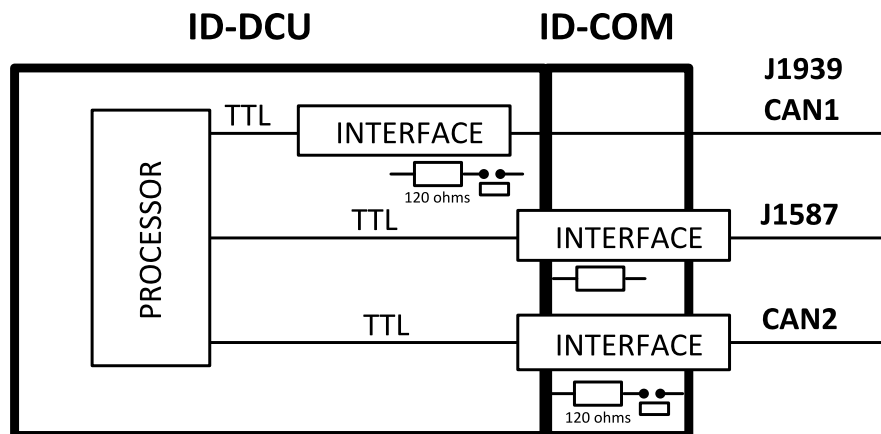 ID-DCU
ID-COM
J1939
CAN1
TTL
INTERFACE
120 ohms
PROCESSOR
TTL
INTERFACE
J1587
TTL
INTERFACE
CAN2
120 ohms